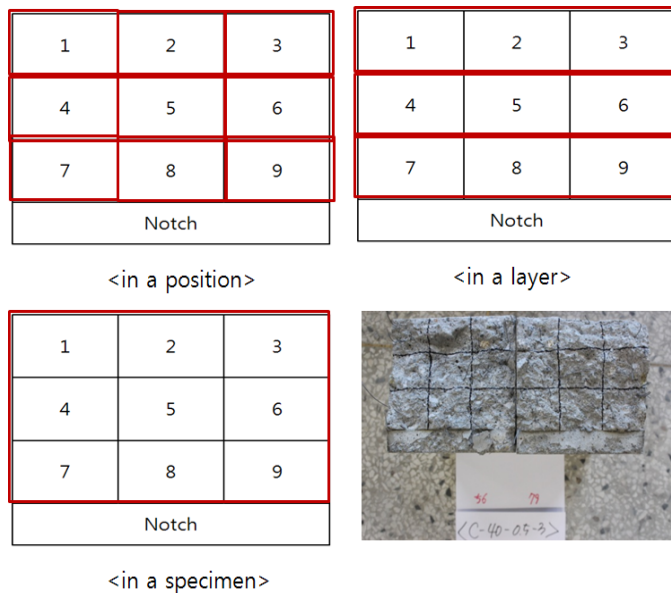 1 2 3
4 5 6
7 8 9
Notch
<in a position>
1 2 3
4 5 6
7 8 9
Notch
<in a layer>
1 2 3
4 5 6
7 8 9
Notch
<in a specimen>
36 79
<C-40-0.5-3>